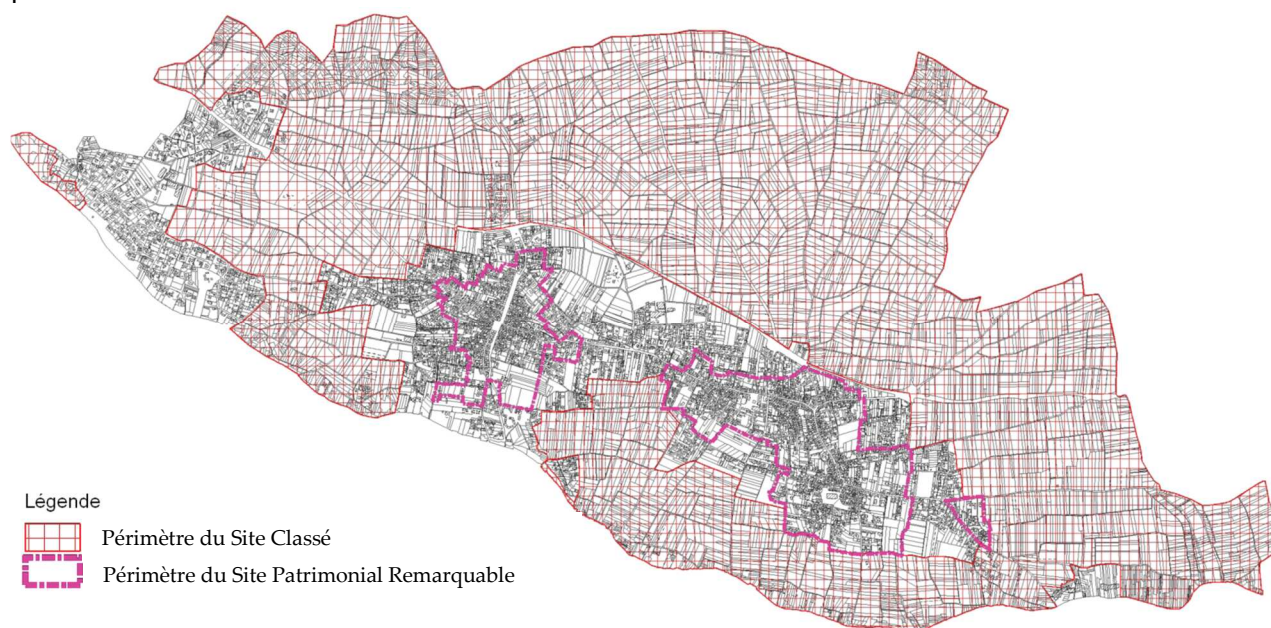 Légende
Périmètre du Site Classé
Périmètre du Site Patrimonial Remarquable